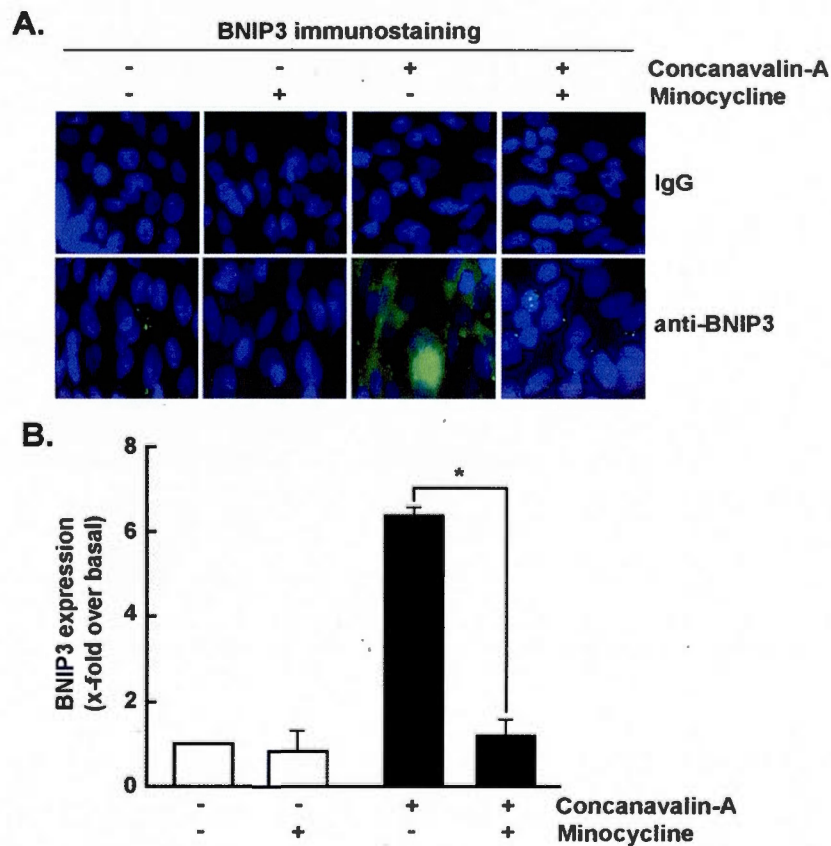 A.
BNIP3 immunostaining
- - + + Concanavalin-A
- + - + Minocycline
IgG
anti-BNIP3
B.
8
6
4
2
0
BNIP3 expression
(x-fold over basal)
*
- - + + Concanavalin-A
- + - + Minocycline